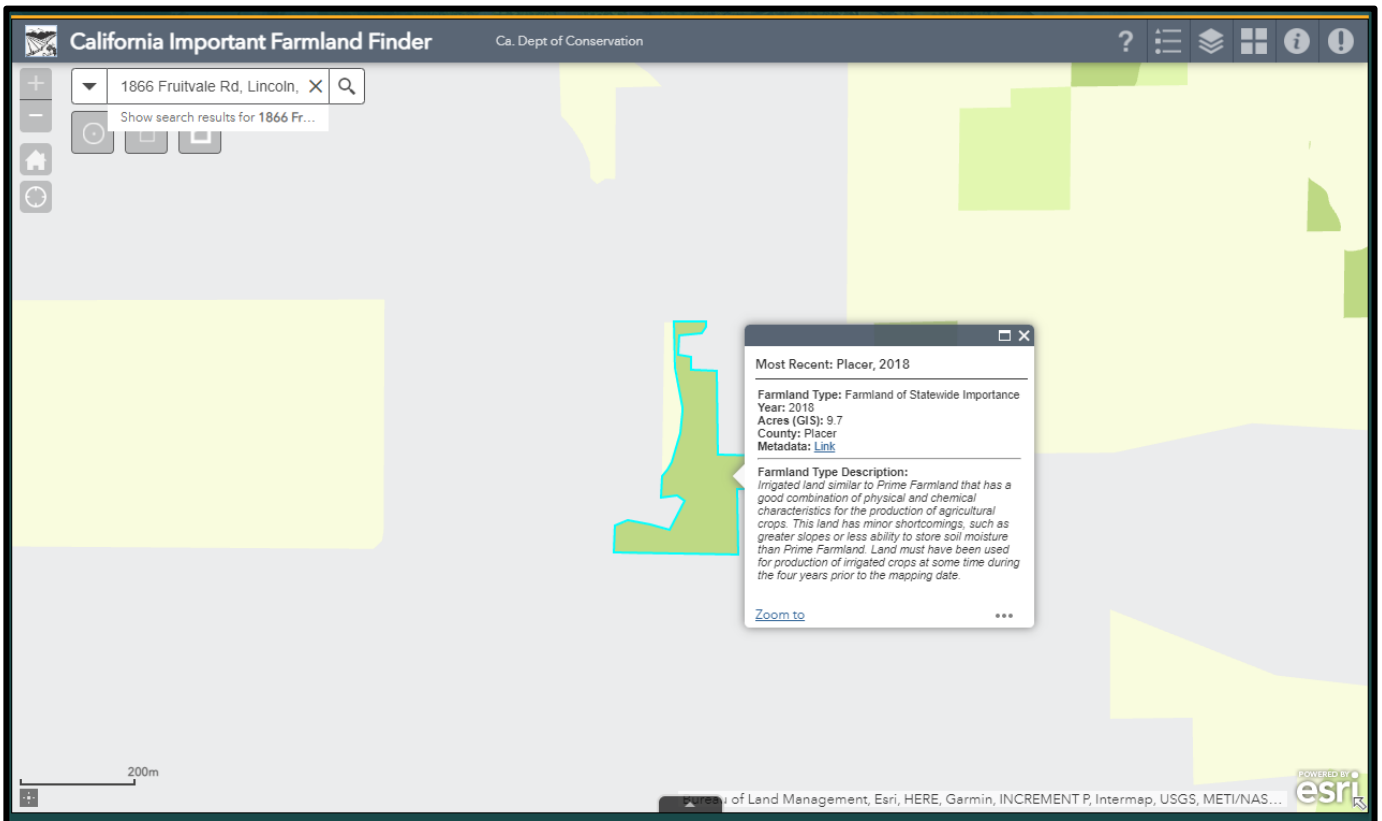 California Important Farmland Finder
Ca. Dept of Conservation
?
1866 Fruitvale Rd, Lincoln,
Show search results for 1866 Fr...
Most Recent: Placer, 2018
Farmland Type: Farmland of Statewide Importance
Year: 2018
Acres (GIS): 9.7
County: Placer
Metadata: Link
Farmland Type Description:
Irrigated land similar to Prime Farmland that has a
good combination of physical and chemical
characteristics for the production of agricultural
crops. This land has minor shortcomings, such as
greater slopes or less ability to store soil moisture
than Prime Farmland. Land must have been used
for production of irrigated crops at some time during
the four years prior to the mapping date.
Zoom to
200m
Bureau of Land Management, Esri, HERE, Garmin, INCREMENT P, Intermap, USGS, METI/NAS...
POWERED BY
esri